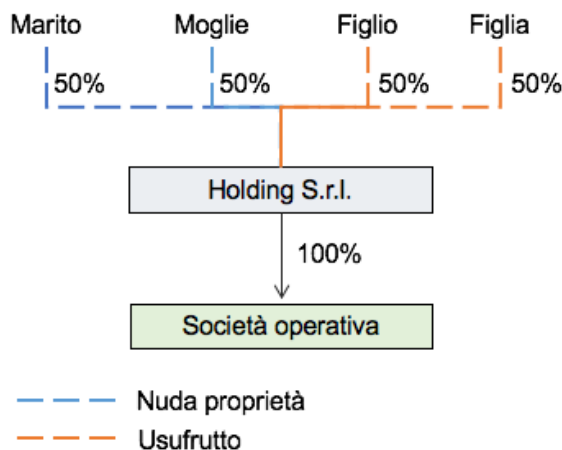 Marito Moglie Figlio Figlia
50% 50% 50% 50%
Holding S.r.l.
100%
Società operativa
Nuda proprietà
Usufrutto